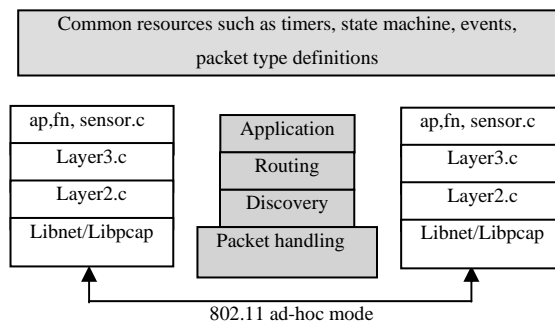 Common resources such as timers, state machine, events,
packet type definitions
ap,fn, sensor.c
Layer3.c
Layer2.c
Libnet/Libpcap
Application
Routing
Discovery
Packet handling
ap,fn, sensor.c
Layer3.c
Layer2.c
Libnet/Libpcap
802.11 ad-hoc mode